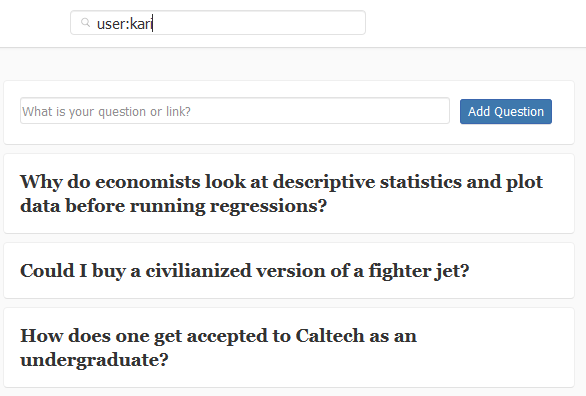 user:kari
What is your question or link?
Add Question
Why do economists look at descriptive statistics and plot
data before running regressions?
Could I buy a civilianized version of a fighter jet?
How does one get accepted to Caltech as an
undergraduate?